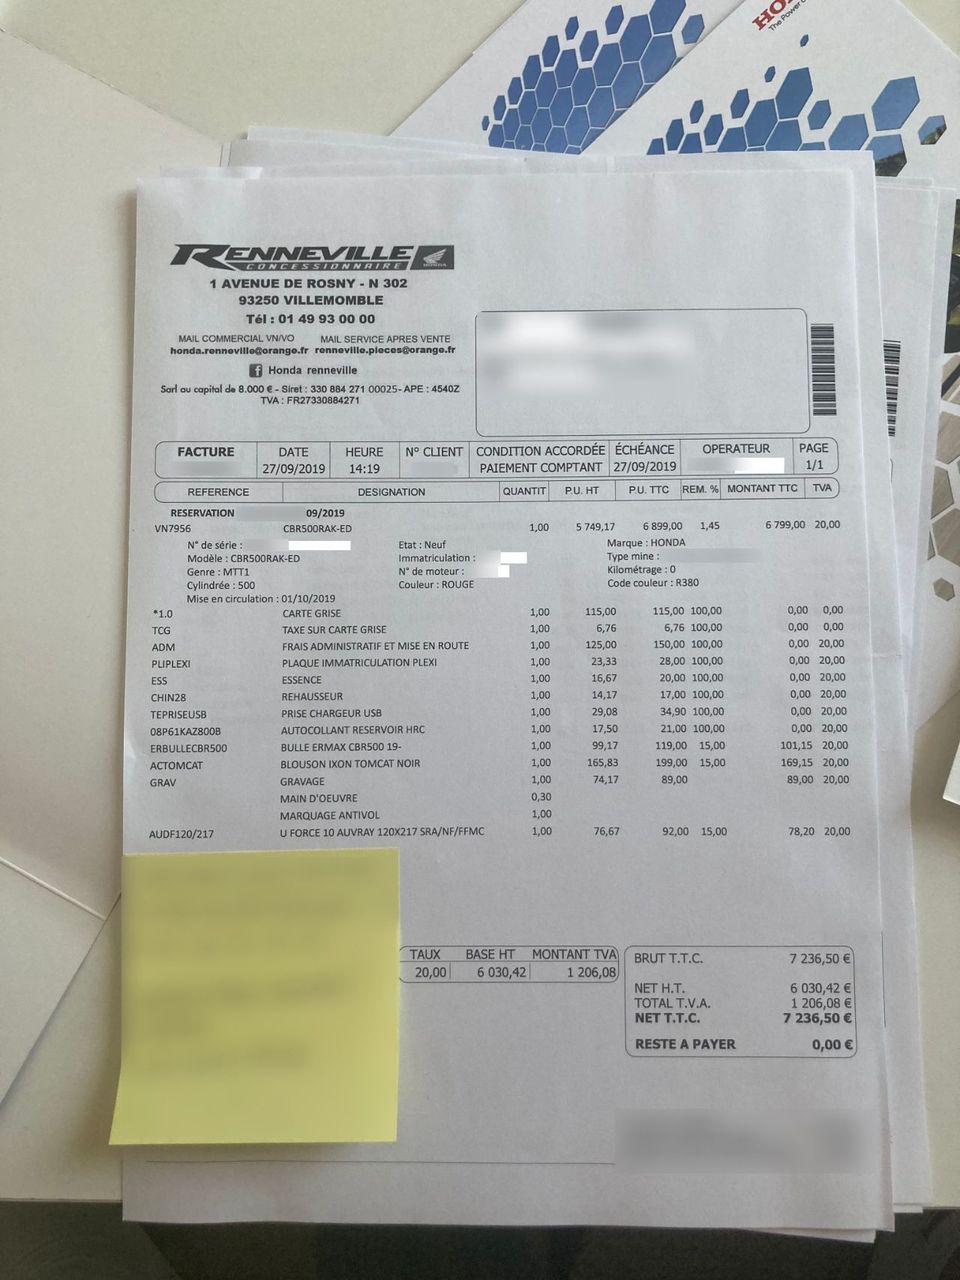 HON
The Power o
RENNEVILLE
CONCESSIONNAIRE HONDA
1 AVENUE DE ROSNY - N 302
93250 VILLEMOMBLE
Tél : 01 49 93 00 00
MAIL COMMERCIAL VN/VO MAIL SERVICE APRES VENTE
honda.renneville@orange.fr renneville.pieces@orange.fr
f Honda renneville
Sarl au capital de 8.000 € - Siret : 330 884 271 00025- APE : 4540Z
TVA : FR27330884271
FACTURE DATE HEURE N° CLIENT CONDITION ACCORDÉE ÉCHÉANCE OPERATEUR PAGE
27/09/2019 14:19 PAIEMENT COMPTANT 27/09/2019 1/1
REFERENCE DESIGNATION QUANTIT P.U. HT P.U. TTC REM. % MONTANT TTC TVA
RESERVATION 09/2019
VN7956 CBR500RAK-ED 1,00 5 749,17 6 899,00 1,45 6 799,00 20,00
N° de série : Etat : Neuf Marque : HONDA
Modèle : CBR500RAK-ED Immatriculation : Type mine :
Genre : MTT1 N° de moteur : Kilométrage : 0
Cylindrée : 500 Couleur : ROUGE Code couleur : R380
Mise en circulation : 01/10/2019
*1.0 CARTE GRISE 1,00 115,00 115,00 100,00 0,00 0,00
TCG TAXE SUR CARTE GRISE 1,00 6,76 6,76 100,00 0,00 0,00
ADM FRAIS ADMINISTRATIF ET MISE EN ROUTE 1,00 125,00 150,00 100,00 0,00 20,00
PLIPLEXI PLAQUE IMMATRICULATION PLEXI 1,00 23,33 28,00 100,00 0,00 20,00
ESS ESSENCE 1,00 16,67 20,00 100,00 0,00 20,00
CHIN28 REHAUSSEUR 1,00 14,17 17,00 100,00 0,00 20,00
TEPRISEUSB PRISE CHARGEUR USB 1,00 29,08 34,90 100,00 0,00 20,00
08P61KAZ800B AUTOCOLLANT RESERVOIR HRC 1,00 17,50 21,00 100,00 0,00 20,00
ERBULLECBR500 BULLE ERMAX CBR500 19- 1,00 99,17 119,00 15,00 101,15 20,00
ACTOMCAT BLOUSON IXON TOMCAT NOIR 1,00 165,83 199,00 15,00 169,15 20,00
GRAV GRAVAGE 1,00 74,17 89,00 89,00 20,00
MAIN D'OEUVRE 0,30
MARQUAGE ANTIVOL 1,00
AUDF120/217 U FORCE 10 AUVRAY 120X217 SRA/NF/FFMC 1,00 76,67 92,00 15,00 78,20 20,00
TAUX BASE HT MONTANT TVA
20,00 6 030,42 1 206,08
BRUT T.T.C. 7 236,50 €
NET H.T. 6 030,42 €
TOTAL T.V.A. 1 206,08 €
NET T.T.C. 7 236,50 €
RESTE A PAYER 0,00 €